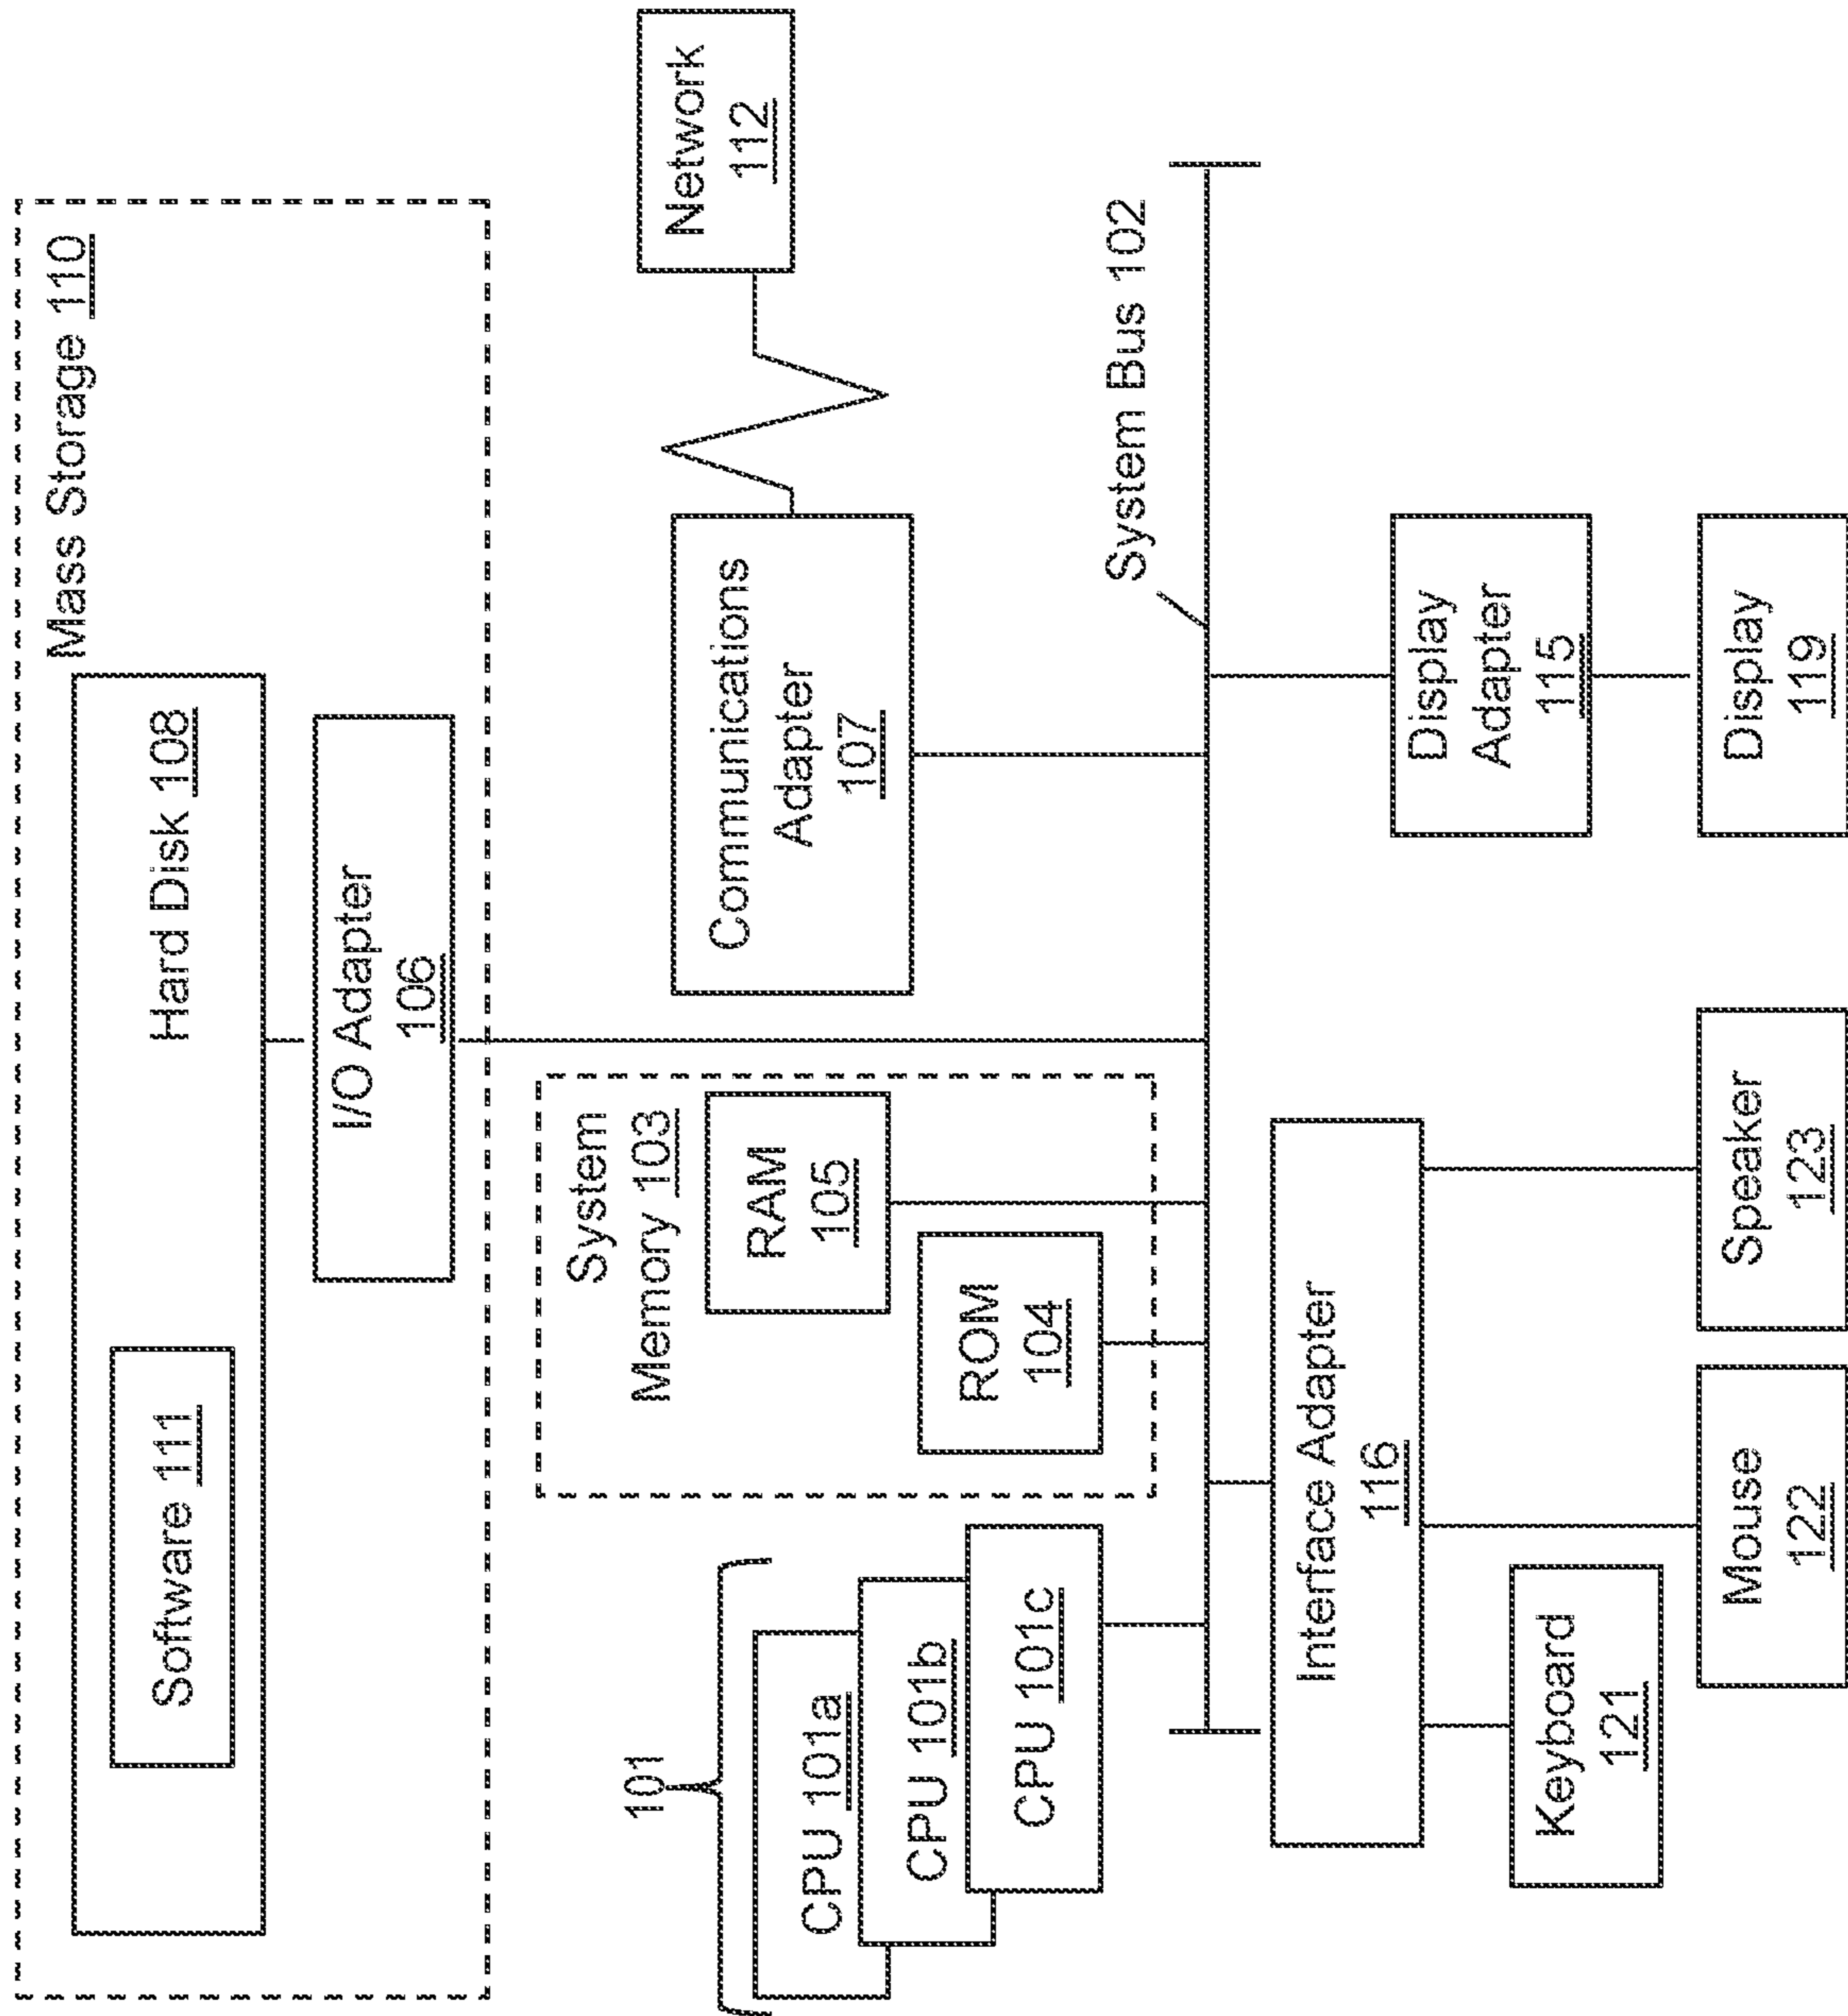 Mass Storage 110
Hard Disk 108
Software 111
I/O Adapter
106
101
CPU 101a
CPU 101b
CPU 101c
System
Memory 103
RAM
105
ROM
104
Communications
Adapter
107
Network
112
System Bus 102
Interface Adapter
116
Keyboard
121
Mouse
122
Speaker
123
Display
Adapter
115
Display
119